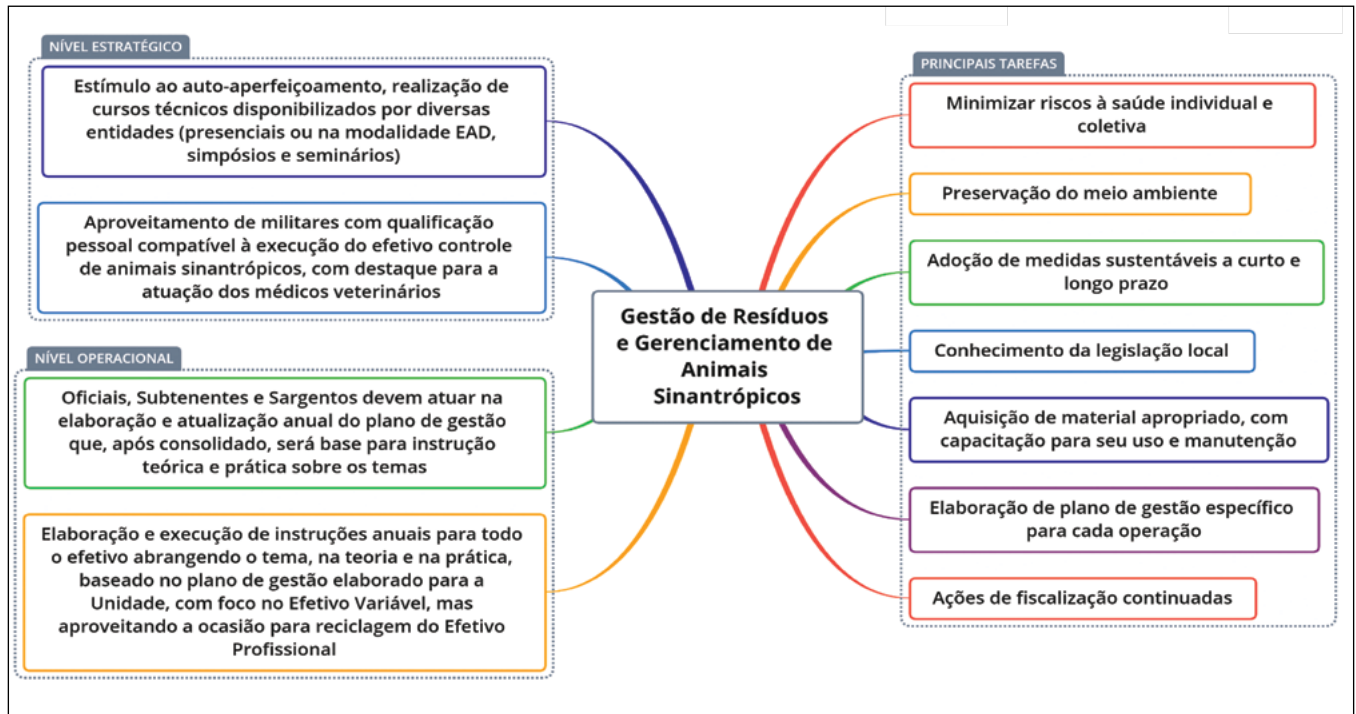 NÍVEL ESTRATÉGICO
Estímulo ao auto-aperfeiçoamento, realização de
cursos técnicos disponibilizados por diversas
entidades (presenciais ou na modalidade EAD,
simpósios e seminários)
Aproveitamento de militares com qualificação
pessoal compatível à execução do efetivo controle
de animais sinantrópicos, com destaque para a
atuação dos médicos veterinários
NÍVEL OPERACIONAL
Oficiais, Subtenentes e Sargentos devem atuar na
elaboração e atualização anual do plano de gestão
que, após consolidado, será base para instrução
teórica e prática sobre os temas
Elaboração e execução de instruções anuais para todo
o efetivo abrangendo o tema, na teoria e na prática,
baseado no plano de gestão elaborado para a
Unidade, com foco no Efetivo Variável, mas
aproveitando a ocasião para reciclagem do Efetivo
Profissional
Gestão de Resíduos
e Gerenciamento de
Animais
Sinantrópicos
PRINCIPAIS TAREFAS
Minimizar riscos à saúde individual e
coletiva
Preservação do meio ambiente
Adoção de medidas sustentáveis a curto e
longo prazo
Conhecimento da legislação local
Aquisição de material apropriado, com
capacitação para seu uso e manutenção
Elaboração de plano de gestão específico
para cada operação
Ações de fiscalização continuadas